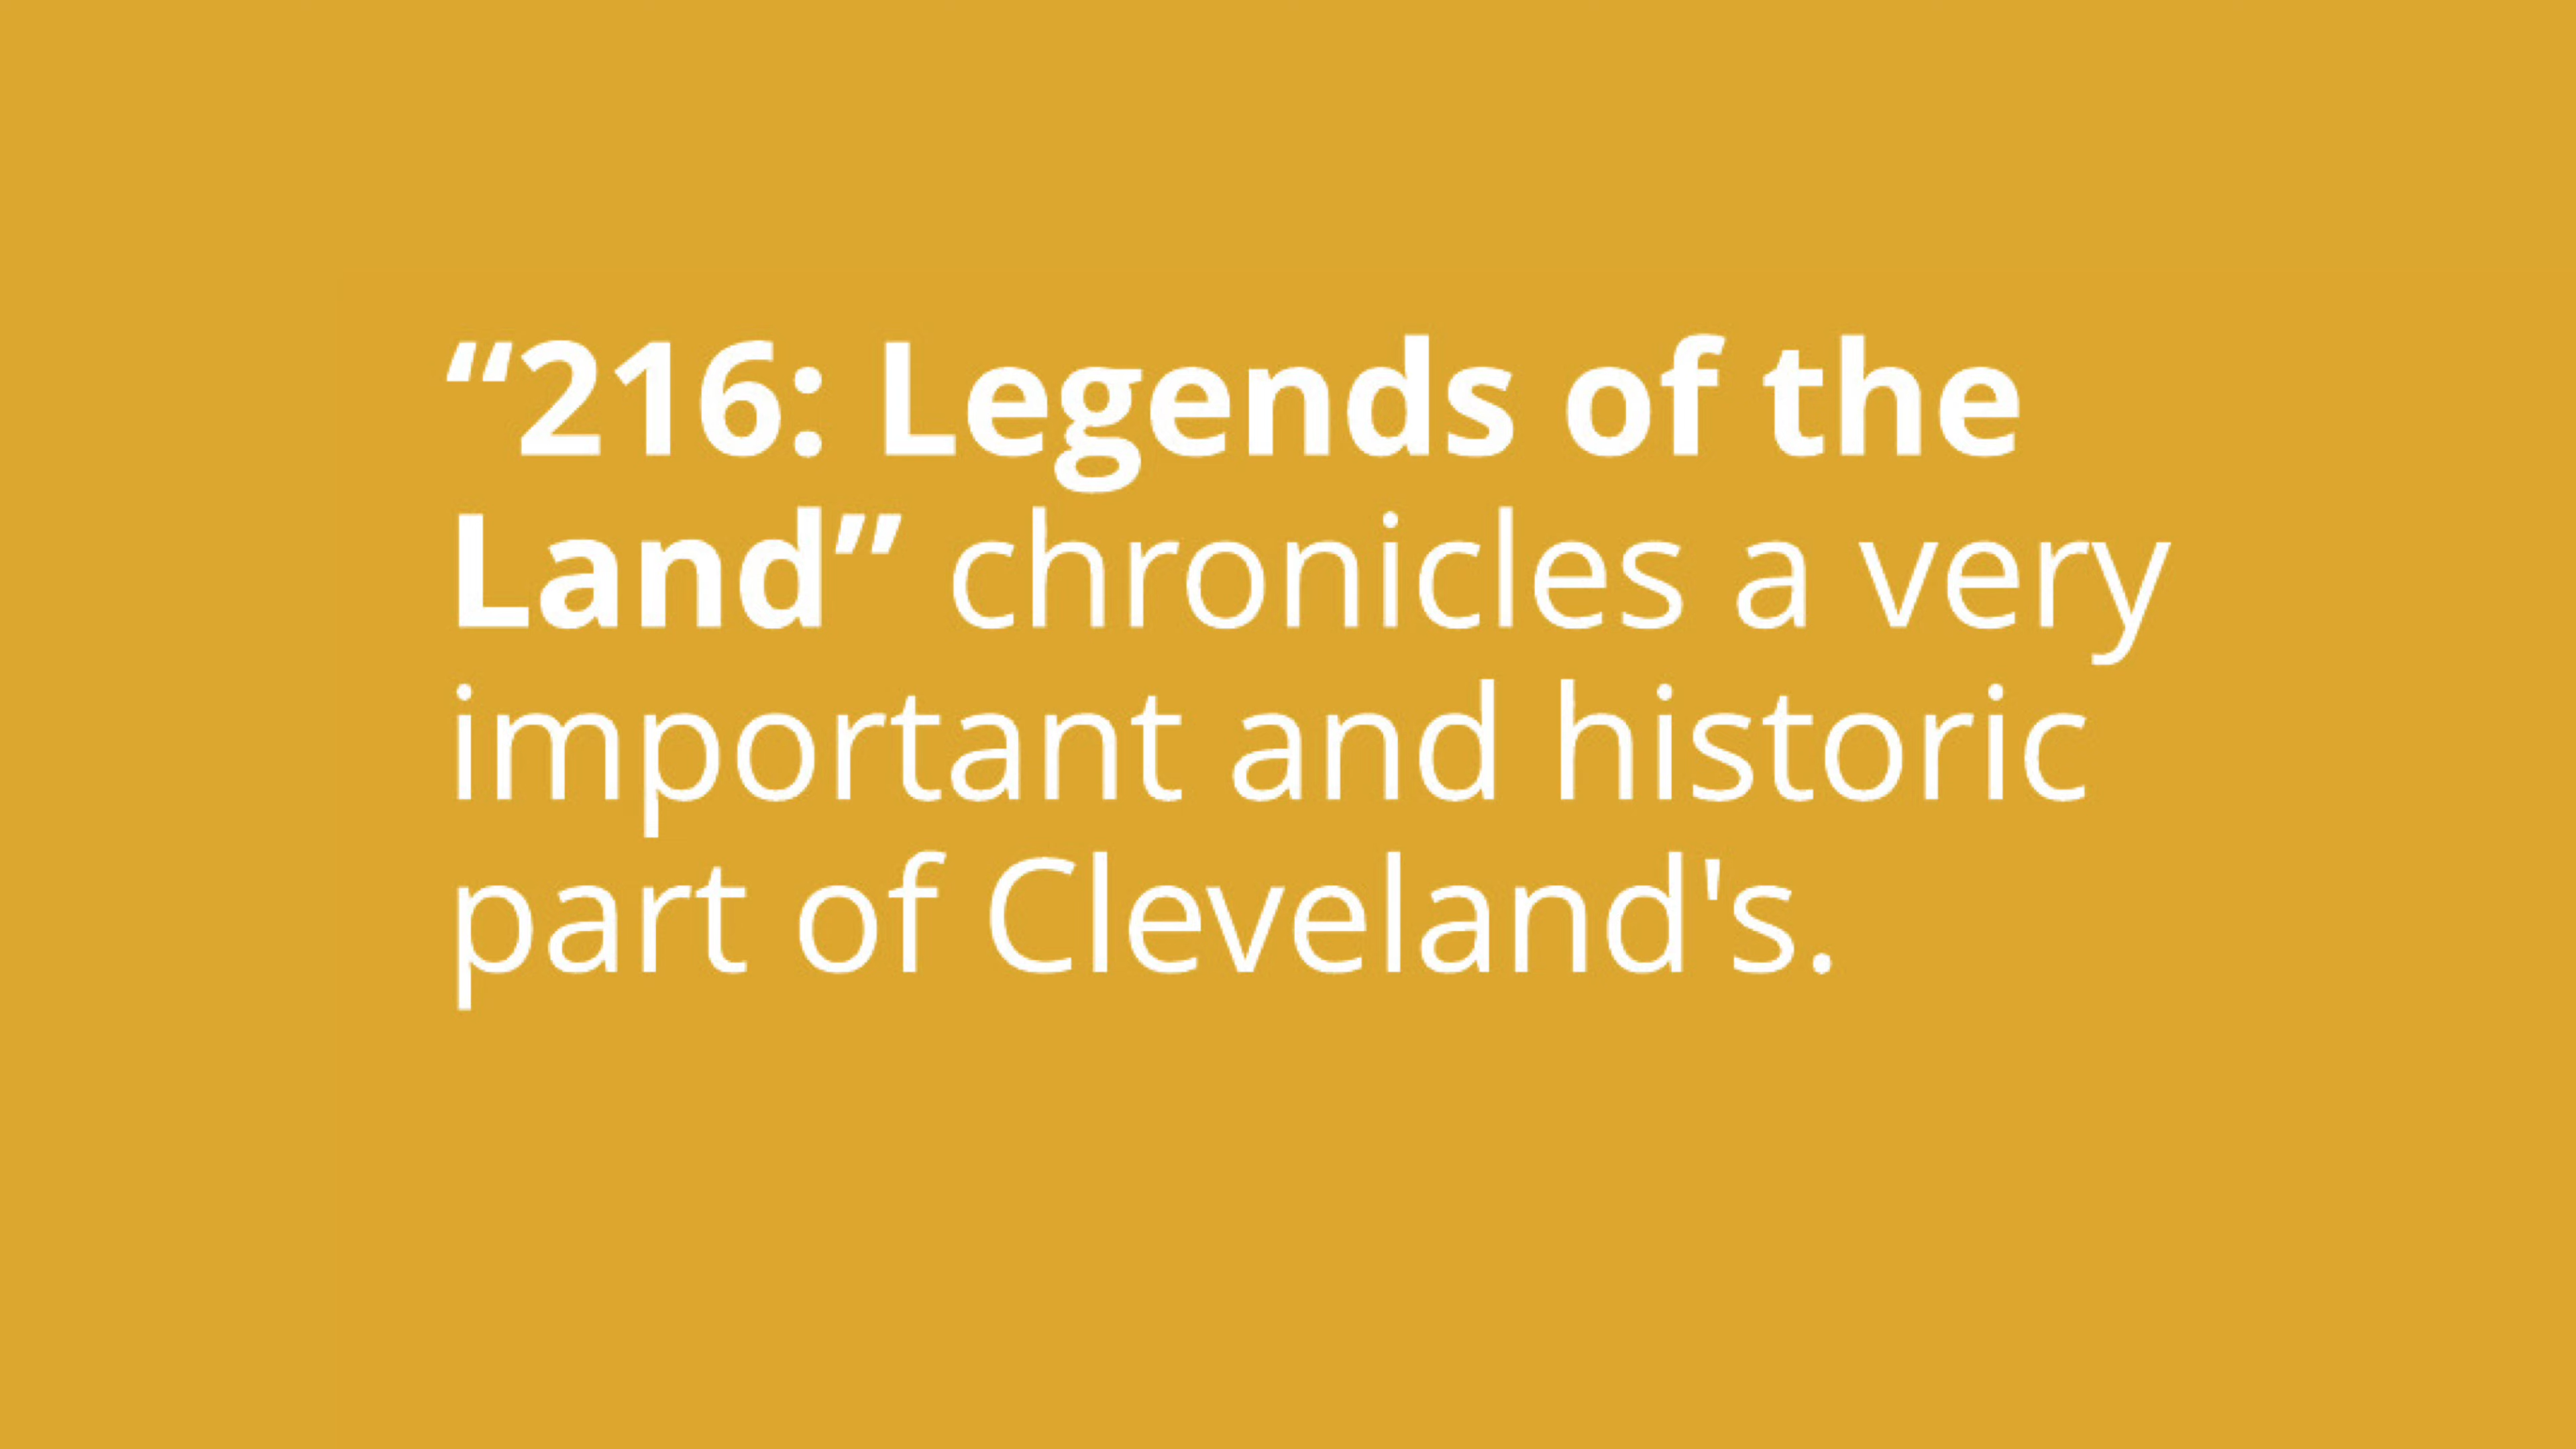 “216: Legends of the
Land” chronicles a very
important and historic
part of Cleveland's.